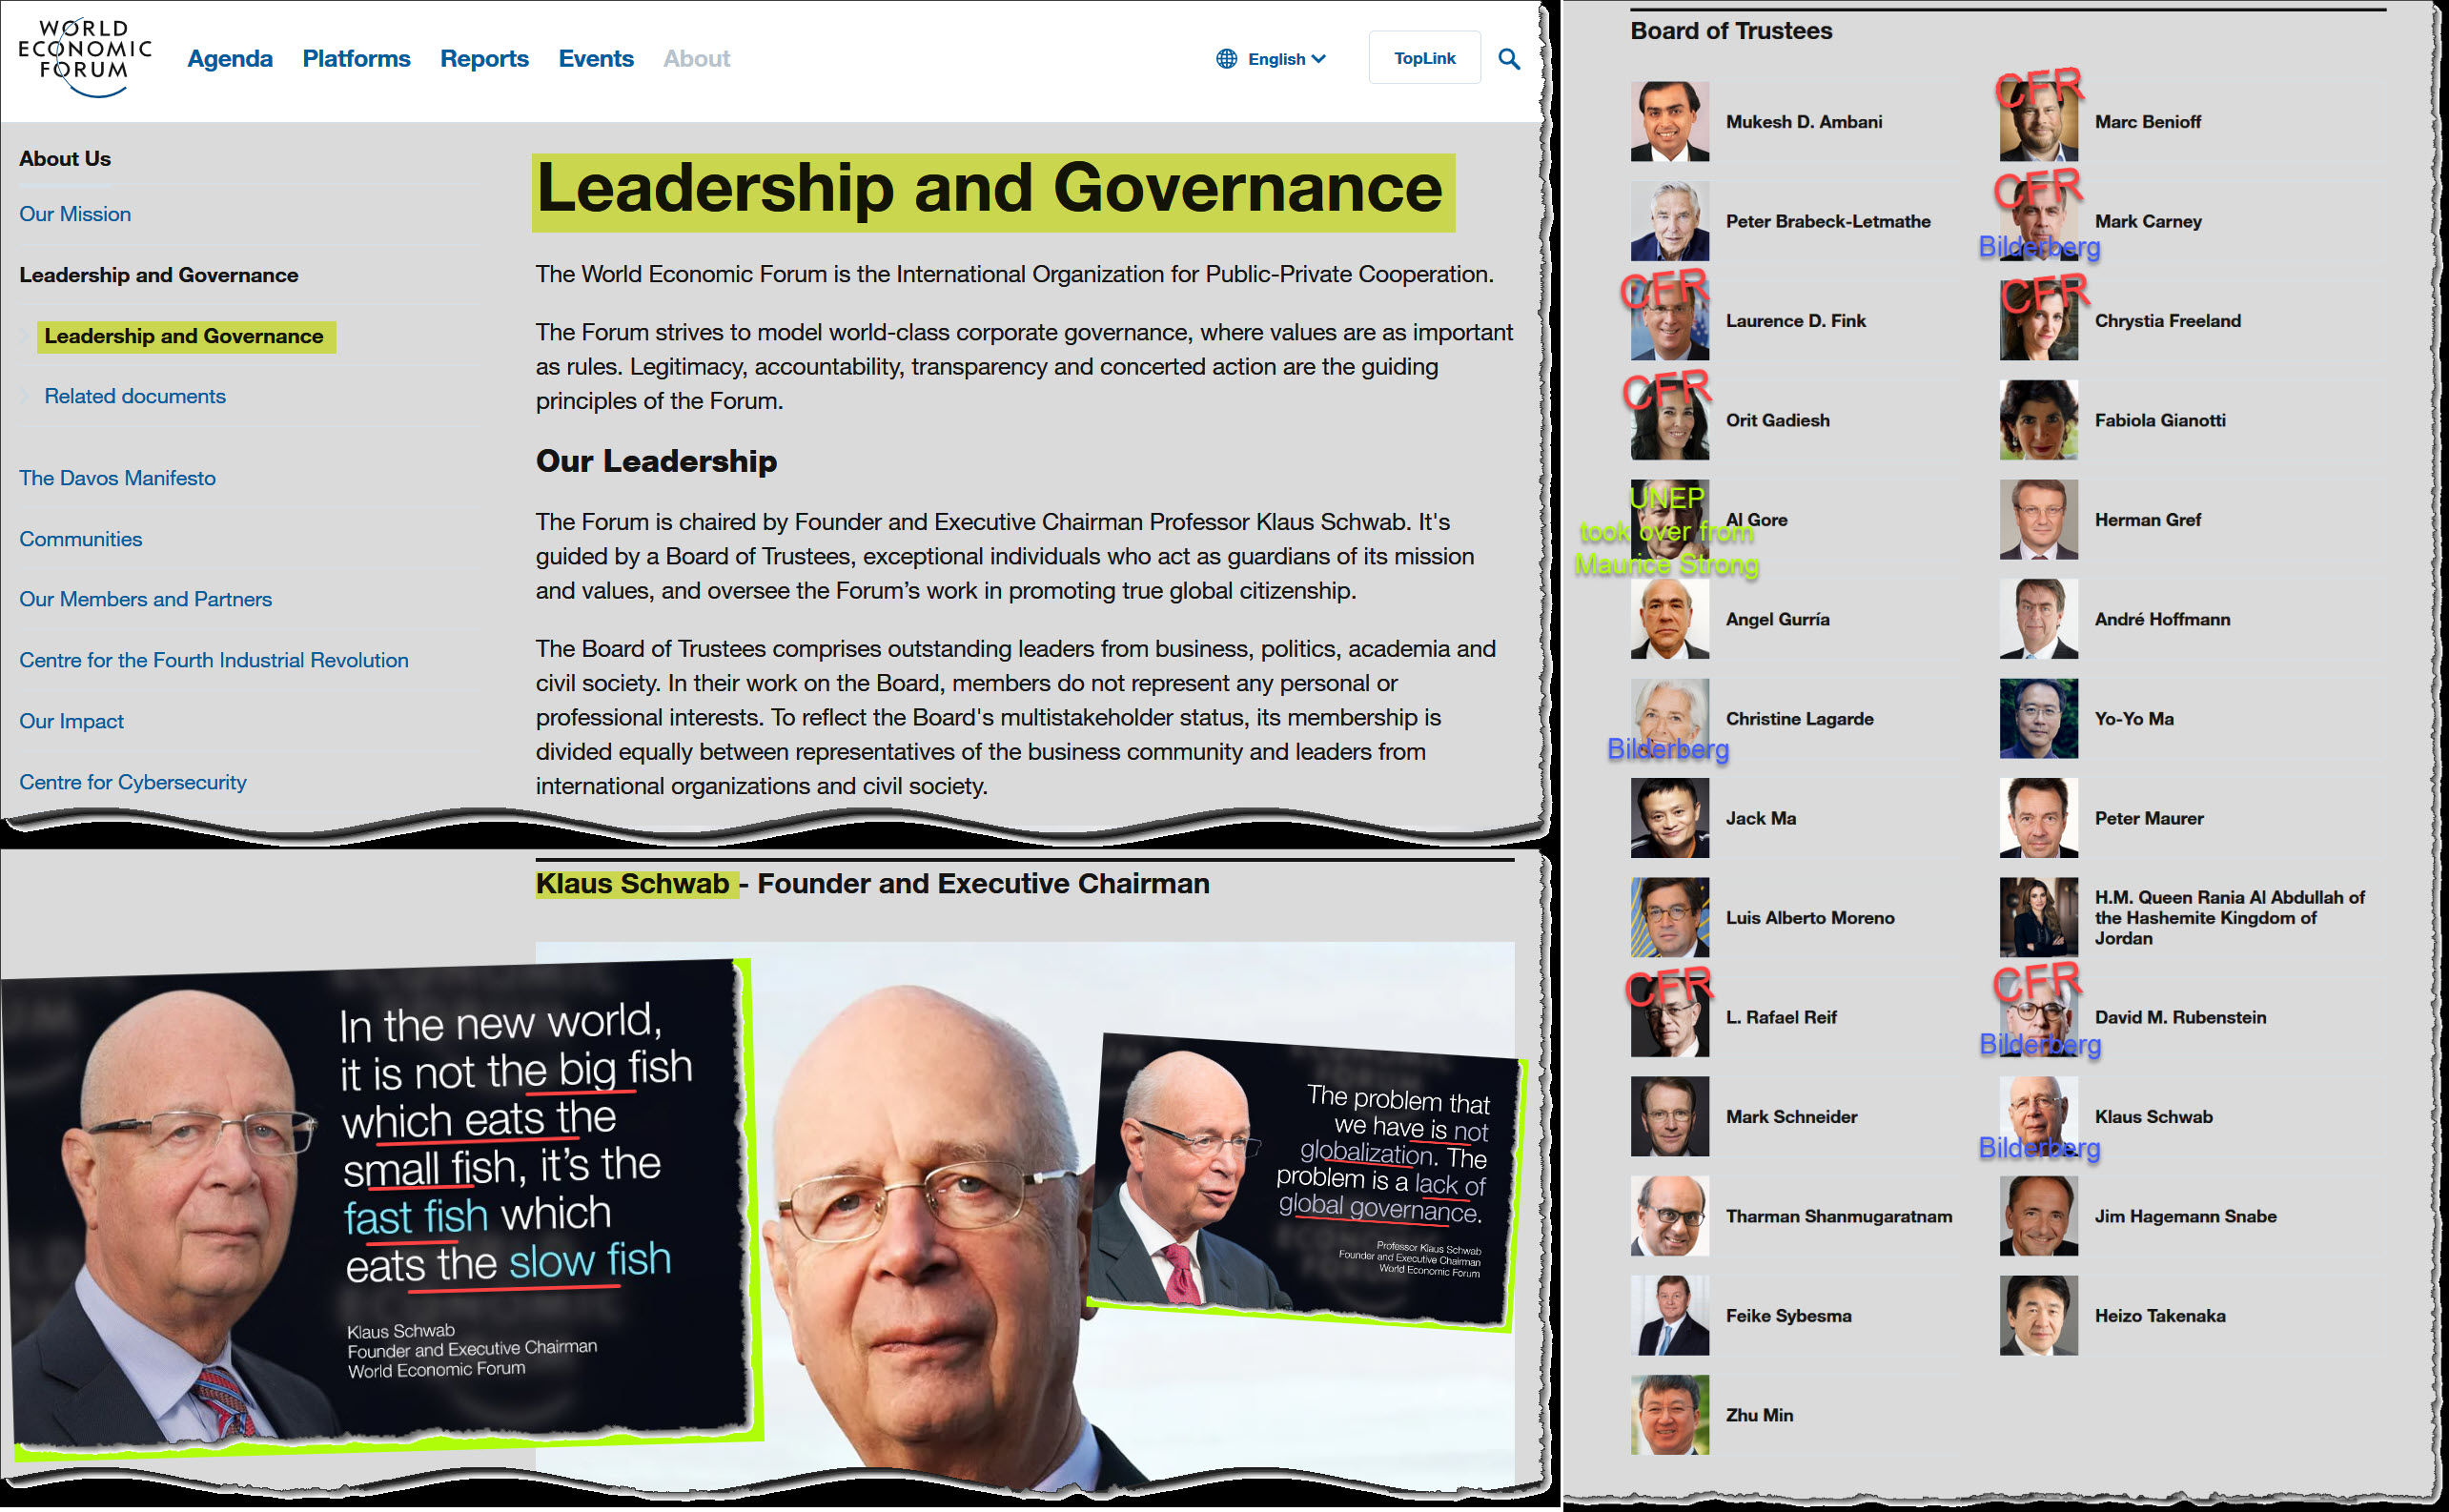 WORLD
ECONOMIC
FORUM
Agenda
Platforms
Reports
Events
About
English
TopLink
About Us
Our Mission
Leadership and Governance
Leadership and Governance
Related documents
The Davos Manifesto
Communities
Our Members and Partners
Centre for the Fourth Industrial Revolution
Our Impact
Centre for Cybersecurity
Leadership and Governance
The World Economic Forum is the International Organization for Public-Private Cooperation.
The Forum strives to model world-class corporate governance, where values are as important
as rules. Legitimacy, accountability, transparency and concerted action are the guiding
principles of the Forum.
Our Leadership
The Forum is chaired by Founder and Executive Chairman Professor Klaus Schwab. It's
guided by a Board of Trustees, exceptional individuals who act as guardians of its mission
and values, and oversee the Forum’s work in promoting true global citizenship.
The Board of Trustees comprises outstanding leaders from business, politics, academia and
civil society. In their work on the Board, members do not represent any personal or
professional interests. To reflect the Board's multistakeholder status, its membership is
divided equally between representatives of the business community and leaders from
international organizations and civil society.
Klaus Schwab - Founder and Executive Chairman
In the new world,
it is not the big fish
which eats the
small fish, it’s the
fast fish which
eats the slow fish
Klaus Schwab
Founder and Executive Chairman
World Economic Forum
The problem that
we have is not
globalization. The
problem is a lack of
global governance.
Professor Klaus Schwab
Founder and Executive Chairman
World Economic Forum
Board of Trustees
Mukesh D. Ambani
CFR
Marc Benioff
Peter Brabeck-Letmathe
CFR
Mark Carney
Bilderberg
CFR
Laurence D. Fink
CFR
Chrystia Freeland
CFR
Orit Gadiesh
Fabiola Gianotti
UNEP
took over from
Maurice Strong
Al Gore
Herman Gref
Angel Gurría
André Hoffmann
Christine Lagarde
Bilderberg
Yo-Yo Ma
Jack Ma
Peter Maurer
Luis Alberto Moreno
H.M. Queen Rania Al Abdullah of
the Hashemite Kingdom of
Jordan
CFR
L. Rafael Reif
CFR
David M. Rubenstein
Bilderberg
Mark Schneider
Klaus Schwab
Bilderberg
Tharman Shanmugaratnam
Jim Hagemann Snabe
Feike Sybesma
Heizo Takenaka
Zhu Min